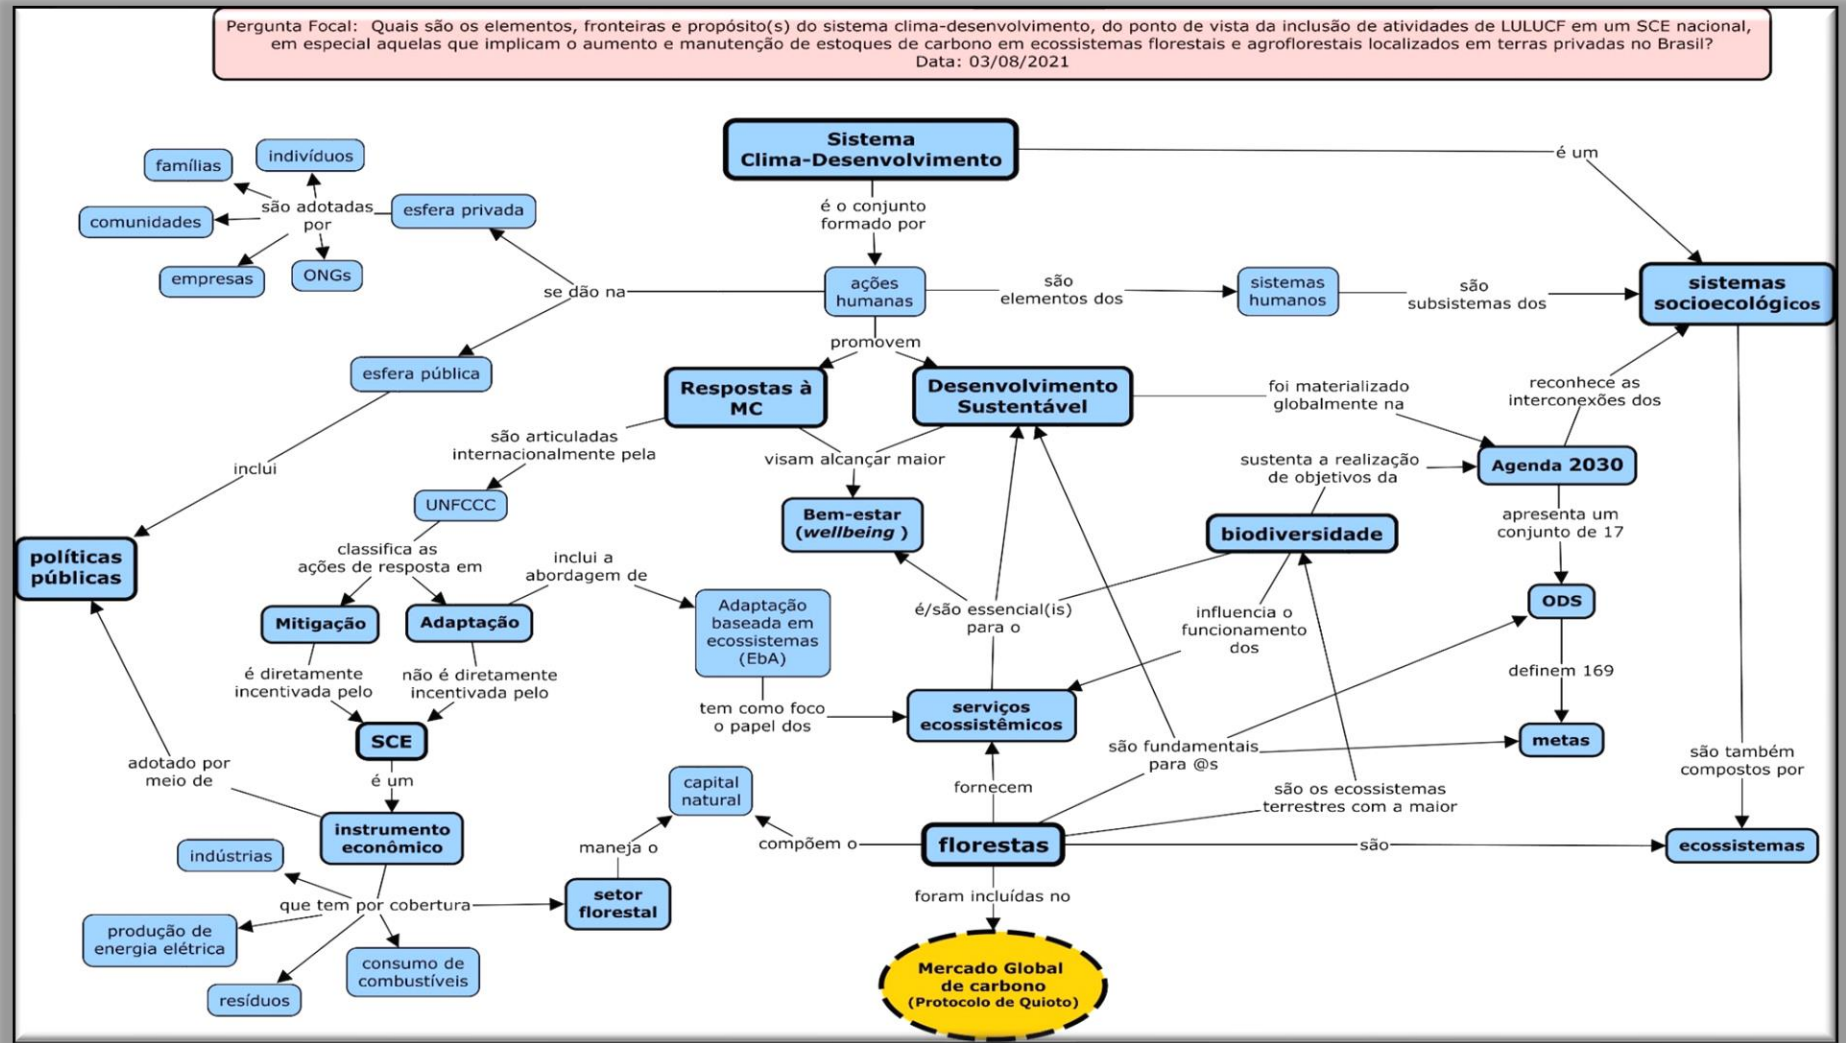 Pergunta Focal: Quais são os elementos, fronteiras e propósito(s) do sistema clima-desenvolvimento, do ponto de vista da inclusão de atividades de LULUCF em um SCE nacional,
em especial aquelas que implicam o aumento e manutenção de estoques de carbono em ecossistemas florestais e agroflorestais localizados em terras privadas no Brasil?
Data: 03/08/2021
Sistema
Clima-Desenvolvimento
é um
é o conjunto
formado por
famílias
indivíduos
são adotadas
por
comunidades
esfera privada
empresas
ONGs
se dão na
ações
humanas
são
elementos dos
sistemas
humanos
são
subsistemas dos
sistemas
socioecológicos
promovem
esfera pública
Respostas à
MC
Desenvolvimento
Sustentável
foi materializado
globalmente na
reconhece as
interconexões dos
inclui
são articuladas
internacionalmente pela
visam alcançar maior
sustenta a realização
de objetivos da
Agenda 2030
UNFCCC
Bem-estar
(wellbeing )
biodiversidade
apresenta um
conjunto de 17
políticas
públicas
classifica as
ações de resposta em
inclui a
abordagem de
Mitigação
Adaptação
Adaptação
baseada em
ecossistemas
(EbA)
é/são essencial(is)
para o
influencia o
funcionamento
dos
ODS
é diretamente
incentivada pelo
não é diretamente
incentivada pelo
definem 169
tem como foco
o papel dos
serviços
ecossistêmicos
SCE
são fundamentais
para @s
metas
adotado por
meio de
é um
capital
natural
fornecem
são os ecossistemas
terrestres com a maior
são também
compostos por
instrumento
econômico
indústrias
maneja o
compõem o
florestas
são
ecossistemas
que tem por cobertura
setor
florestal
foram incluídas no
produção de
energia elétrica
consumo de
combustíveis
resíduos
Mercado Global
de carbono
(Protocolo de Quioto)